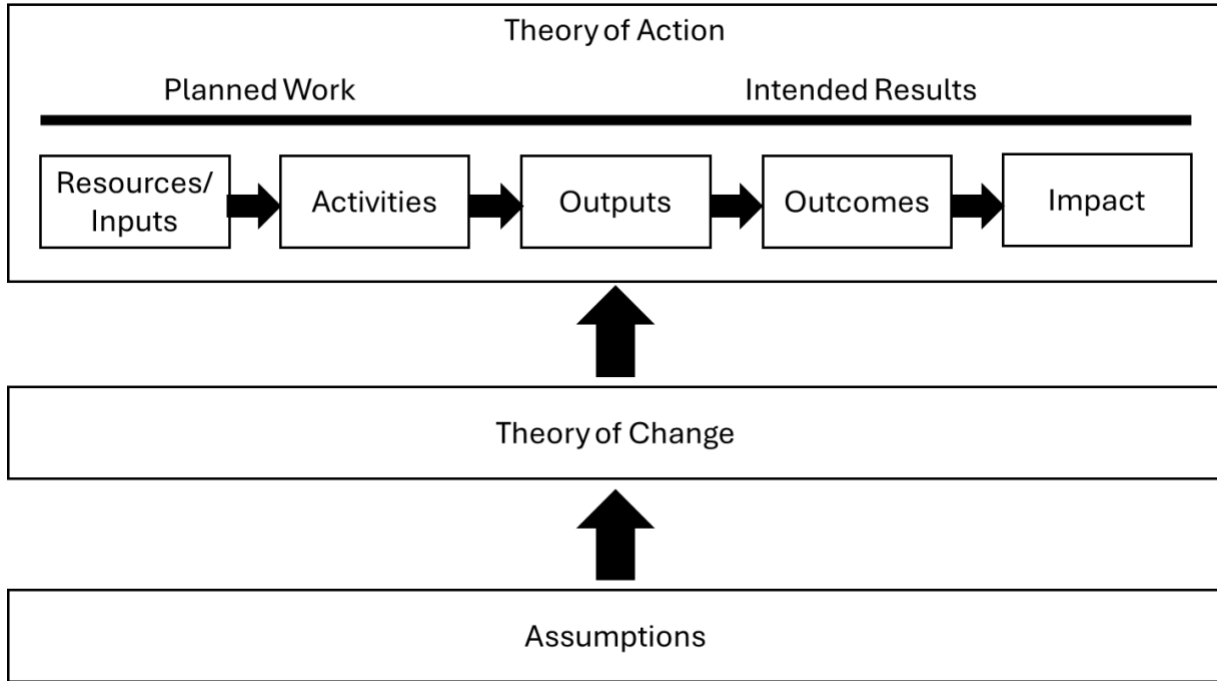 Theory of Action
Planned Work
Intended Results
Resources/
Inputs
Activities
Outputs
Outcomes
Impact
Theory of Change
Assumptions